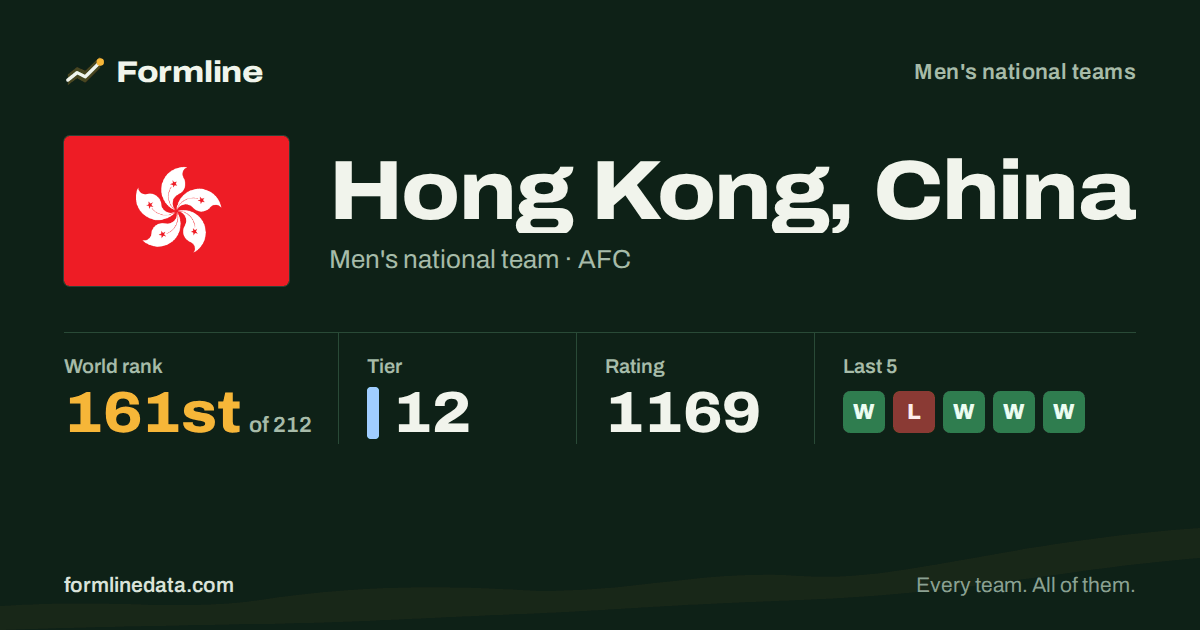 Formline
Men's national teams
Hong Kong, China
Men's national team · AFC
World rank
161st of 212
Tier
12
Rating
1169
Last 5
W L W W W
formlinedata.com
Every team. All of them.